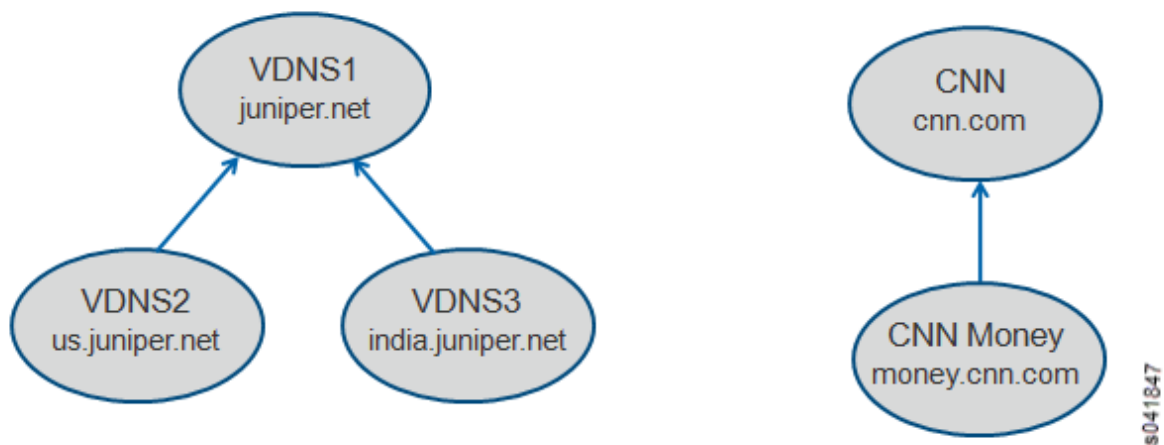 VDNS1
juniper.net
CNN
cnn.com
VDNS2
us.juniper.net
VDNS3
india.juniper.net
CNN Money
money.cnn.com
s041847